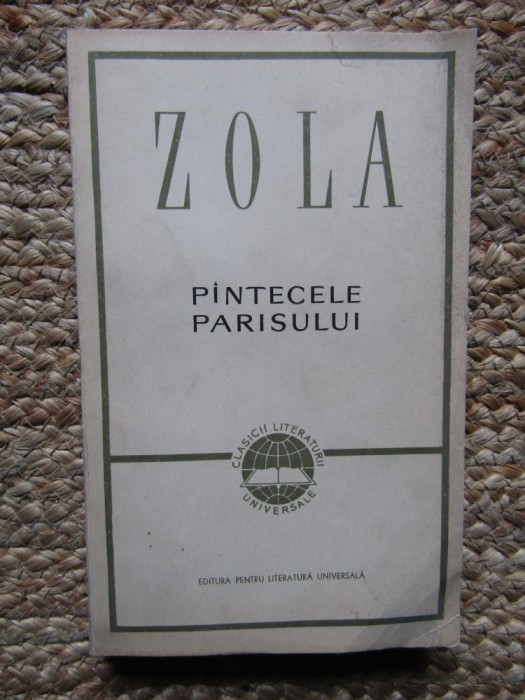 ZOLA
PÎNTECELE
PARISULUI
CLASICII LITERATURII
UNIVERSALE
EDITURA PENTRU LITERATURĂ UNIVERSALĂ